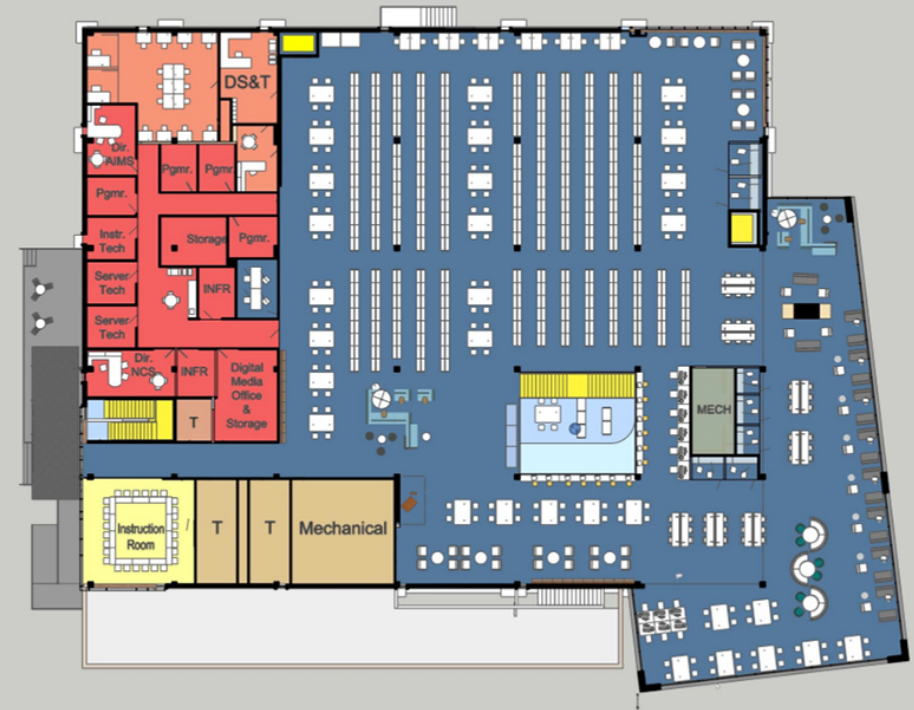 DS&T
Dir.
AIMS
Pgmr.
Pgmr.
Pgmr.
Instr.
Tech
Storage
Pgmr.
Server
Tech
INFR
Server
Tech
Dir.
NCS
INFR
Digital
Media
Office
&
Storage
T
MECH
Instruction
Room
T
T
Mechanical